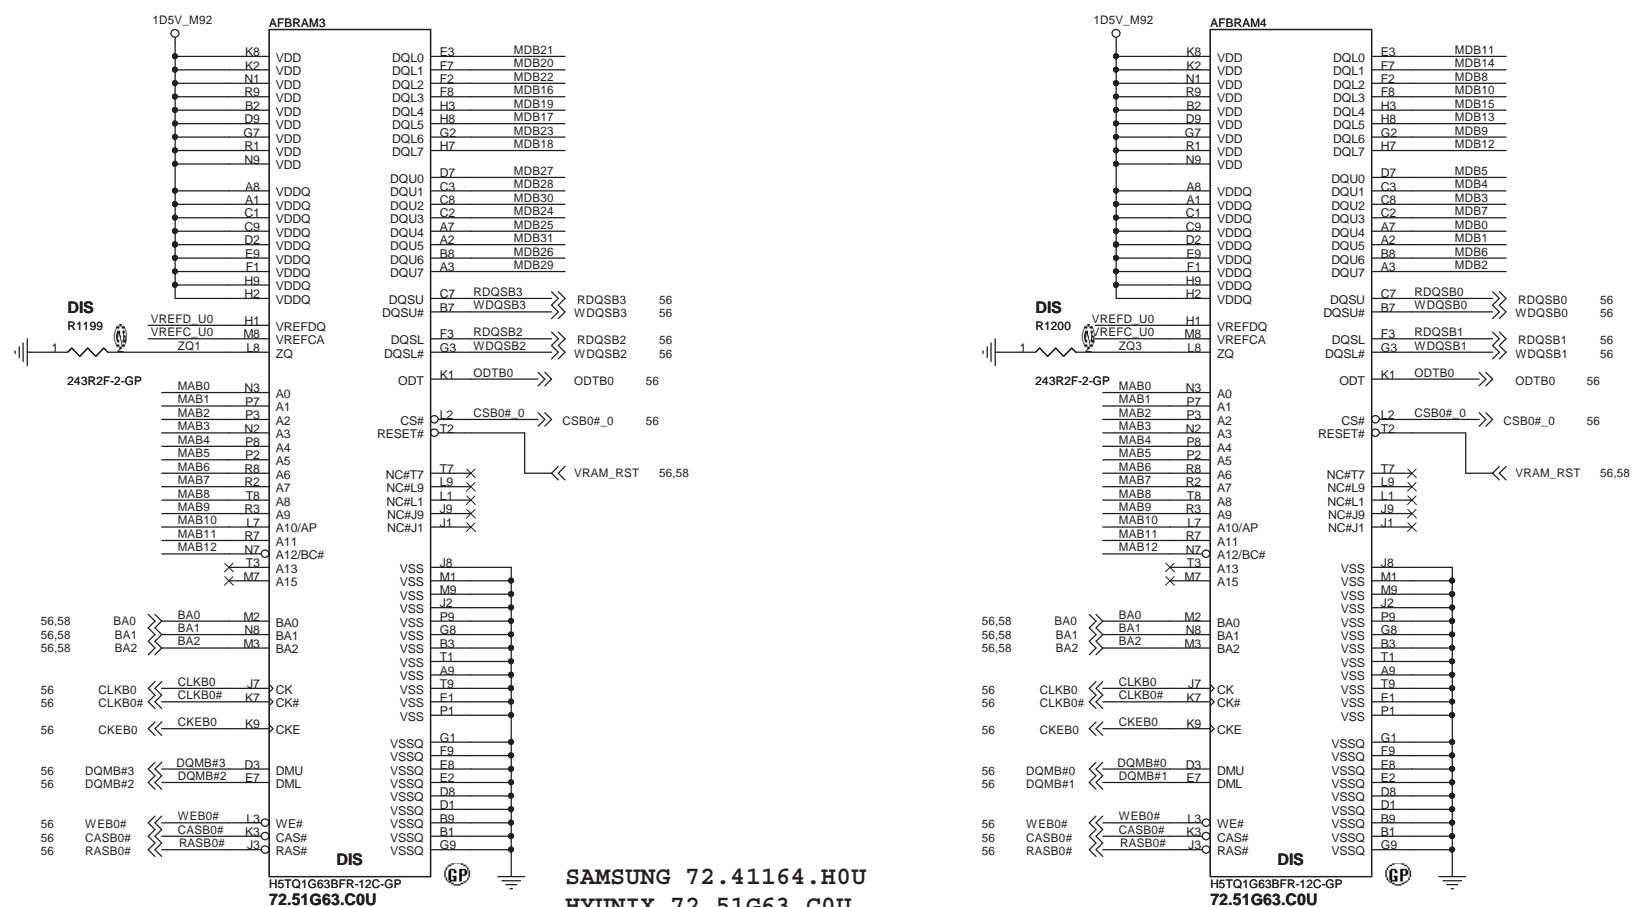 1D5V_M92
AFBRAM3
K8 VDD DQL0 E3 MDB21
K2 VDD DQL1 F7 MDB20
N1 VDD DQL2 F2 MDB22
R9 VDD DQL3 F8 MDB16
B2 VDD DQL4 H3 MDB19
D9 VDD DQL5 H8 MDB17
G7 VDD DQL6 G2 MDB23
R1 VDD DQL7 H7 MDB18
N9 VDD
DQU0 D7 MDB27
A8 VDDQ DQU1 C3 MDB28
A1 VDDQ DQU2 C8 MDB30
C1 VDDQ DQU3 C2 MDB24
C9 VDDQ DQU4 A7 MDB25
D2 VDDQ DQU5 A2 MDB31
E9 VDDQ DQU6 B8 MDB26
F1 VDDQ DQU7 A3 MDB29
H9 VDDQ
H2 VDDQ DQSU C7 RDQSB3 RDQSB3 56
DQSU# B7 WDQSB3 WDQSB3 56
DIS
R1199
VREFD_U0 H1 VREFDQ
VREFC_U0 M8 VREFCA DQSL F3 RDQSB2 RDQSB2 56
1 2 ZQ1 L8 ZQ DQSL# G3 WDQSB2 WDQSB2 56
243R2F-2-GP
ODT K1 ODTB0 ODTB0 56
MAB0 N3 A0
MAB1 P7 A1
MAB2 P3 A2 CS# L2 CSB0#_0 CSB0#_0 56
MAB3 N2 A3 RESET# T2
MAB4 P8 A4
MAB5 P2 A5
MAB6 R8 A6 NC#T7 T7 VRAM_RST 56,58
MAB7 R2 A7 NC#L9 L9
MAB8 T8 A8 NC#L1 L1
MAB9 R3 A9 NC#J9 J9
MAB10 L7 A10/AP NC#J1 J1
MAB11 R7 A11
MAB12 N7 A12/BC#
T3 A13 VSS J8
M7 A15 VSS M1
VSS M9
VSS J2
56,58 BA0 BA0 M2 BA0 VSS P9
56,58 BA1 BA1 N8 BA1 VSS G8
56,58 BA2 BA2 M3 BA2 VSS B3
VSS T1
VSS A9
56 CLKB0 CLKB0 J7 CK VSS T9
56 CLKB0# CLKB0# K7 CK# VSS E1
VSS P1
56 CKEB0 CKEB0 K9 CKE
VSSQ G1
VSSQ F9
56 DQMB#3 DQMB#3 D3 DMU VSSQ E8
56 DQMB#2 DQMB#2 E7 DML VSSQ E2
VSSQ D8
VSSQ D1
56 WEB0# WEB0# L3 WE# VSSQ B9
56 CASB0# CASB0# K3 CAS# VSSQ B1
56 RASB0# RASB0# J3 RAS# VSSQ G9
DIS
GP
H5TQ1G63BFR-12C-GP
72.51G63.C0U
SAMSUNG 72.41164.H0U
HYUNIX 72.51G63.C0U
1D5V_M92
AFBRAM4
K8 VDD DQL0 E3 MDB11
K2 VDD DQL1 F7 MDB14
N1 VDD DQL2 F2 MDB8
R9 VDD DQL3 F8 MDB10
B2 VDD DQL4 H3 MDB15
D9 VDD DQL5 H8 MDB13
G7 VDD DQL6 G2 MDB9
R1 VDD DQL7 H7 MDB12
N9 VDD
DQU0 D7 MDB5
A8 VDDQ DQU1 C3 MDB4
A1 VDDQ DQU2 C8 MDB3
C1 VDDQ DQU3 C2 MDB7
C9 VDDQ DQU4 A7 MDB0
D2 VDDQ DQU5 A2 MDB1
E9 VDDQ DQU6 B8 MDB6
F1 VDDQ DQU7 A3 MDB2
H9 VDDQ
H2 VDDQ DQSU C7 RDQSB0 RDQSB0 56
DQSU# B7 WDQSB0 WDQSB0 56
DIS
R1200
VREFD_U0 H1 VREFDQ
VREFC_U0 M8 VREFCA DQSL F3 RDQSB1 RDQSB1 56
1 2 ZQ3 L8 ZQ DQSL# G3 WDQSB1 WDQSB1 56
243R2F-2-GP
ODT K1 ODTB0 ODTB0 56
MAB0 N3 A0
MAB1 P7 A1
MAB2 P3 A2 CS# L2 CSB0#_0 CSB0#_0 56
MAB3 N2 A3 RESET# T2
MAB4 P8 A4
MAB5 P2 A5
MAB6 R8 A6 NC#T7 T7 VRAM_RST 56,58
MAB7 R2 A7 NC#L9 L9
MAB8 T8 A8 NC#L1 L1
MAB9 R3 A9 NC#J9 J9
MAB10 L7 A10/AP NC#J1 J1
MAB11 R7 A11
MAB12 N7 A12/BC#
T3 A13 VSS J8
M7 A15 VSS M1
VSS M9
VSS J2
56,58 BA0 BA0 M2 BA0 VSS P9
56,58 BA1 BA1 N8 BA1 VSS G8
56,58 BA2 BA2 M3 BA2 VSS B3
VSS T1
VSS A9
56 CLKB0 CLKB0 J7 CK VSS T9
56 CLKB0# CLKB0# K7 CK# VSS E1
VSS P1
56 CKEB0 CKEB0 K9 CKE
VSSQ G1
VSSQ F9
56 DQMB#0 DQMB#0 D3 DMU VSSQ E8
56 DQMB#1 DQMB#1 E7 DML VSSQ E2
VSSQ D8
VSSQ D1
56 WEB0# WEB0# L3 WE# VSSQ B9
56 CASB0# CASB0# K3 CAS# VSSQ B1
56 RASB0# RASB0# J3 RAS# VSSQ G9
DIS
GP
H5TQ1G63BFR-12C-GP
72.51G63.C0U